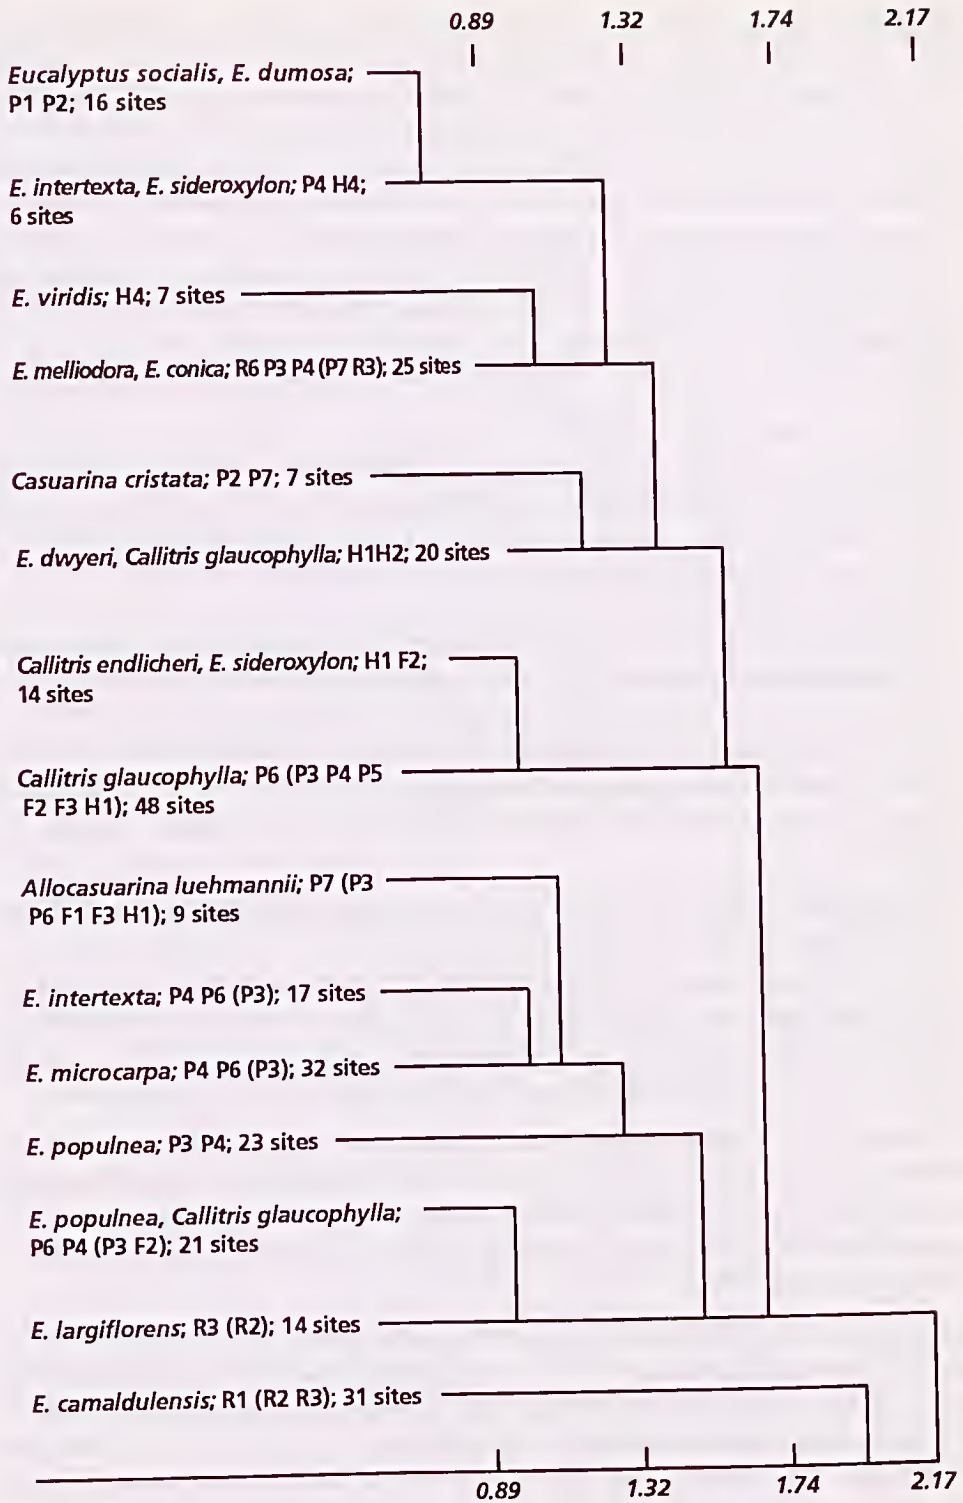 0.89 1.32 1.74 2.17
Eucalyptus socialis, E. dumosa;
P1 P2; 16 sites
E. intertexta, E. sideroxylon; P4 H4;
6 sites
E. viridis; H4; 7 sites
E. melliodora, E. conica; R6 P3 P4 (P7 R3); 25 sites
Casuarina cristata; P2 P7; 7 sites
E. dwyeri, Callitris glaucophylla; H1H2; 20 sites
Callitris endlicheri, E. sideroxylon; H1 F2;
14 sites
Callitris glaucophylla; P6 (P3 P4 P5
F2 F3 H1); 48 sites
Allocasuarina luehmannii; P7 (P3
P6 F1 F3 H1); 9 sites
E. intertexta; P4 P6 (P3); 17 sites
E. microcarpa; P4 P6 (P3); 32 sites
E. populnea; P3 P4; 23 sites
E. populnea, Callitris glaucophylla;
P6 P4 (P3 F2); 21 sites
E. largiflorens; R3 (R2); 14 sites
E. camaldulensis; R1 (R2 R3); 31 sites
0.89 1.32 1.74 2.17